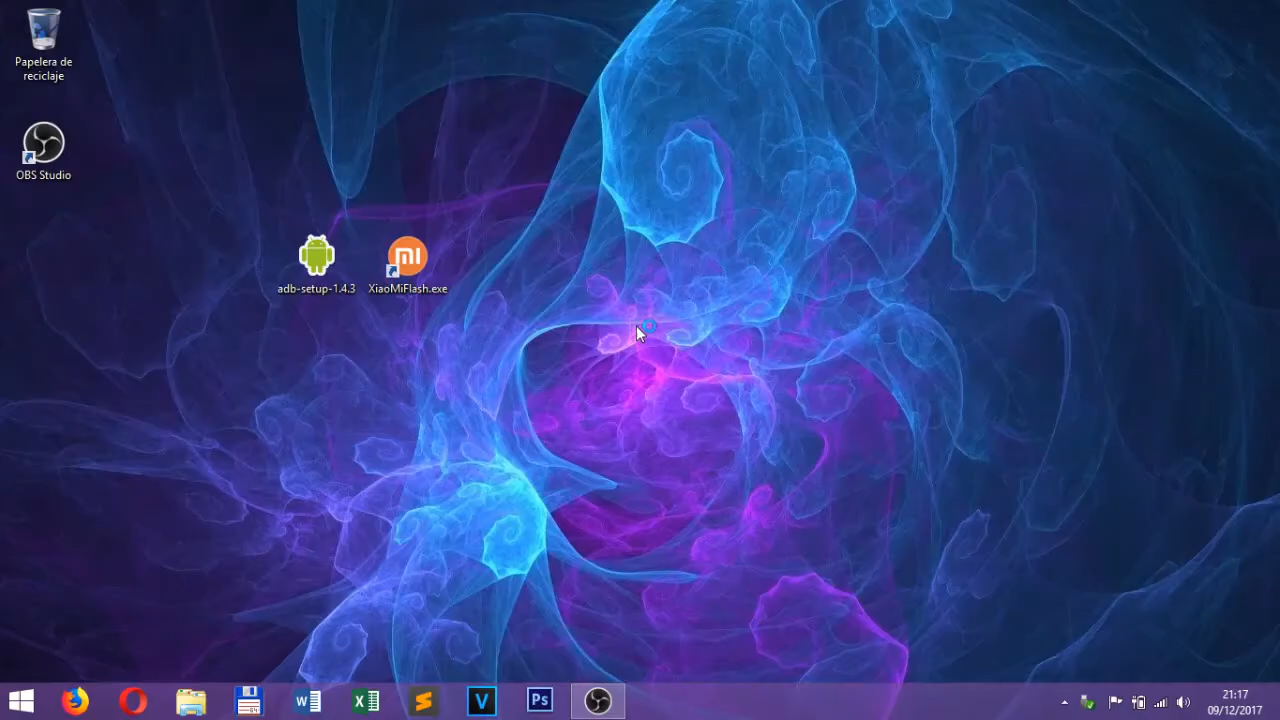 Papelera de
reciclaje
OBS Studio
adb-setup-1.4.3
XiaoMiFlash.exe
21:17
09/12/2017